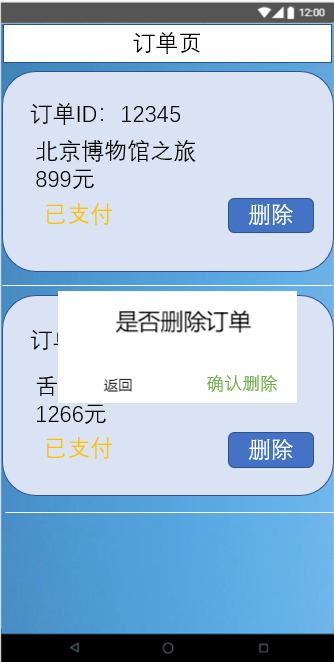 12:00
订单页
订单ID：12345
北京博物馆之旅
899元
已支付
删除
是否删除订单
返回
确认删除
1266元
已支付
删除